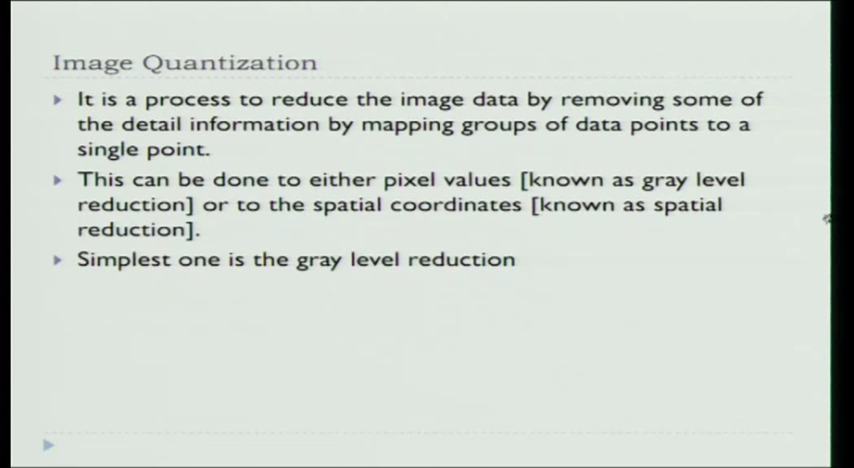 Image Quantization
It is a process to reduce the image data by removing some of
the detail information by mapping groups of data points to a
single point.
This can be done to either pixel values [known as gray level
reduction] or to the spatial coordinates [known as spatial
reduction].
Simplest one is the gray level reduction